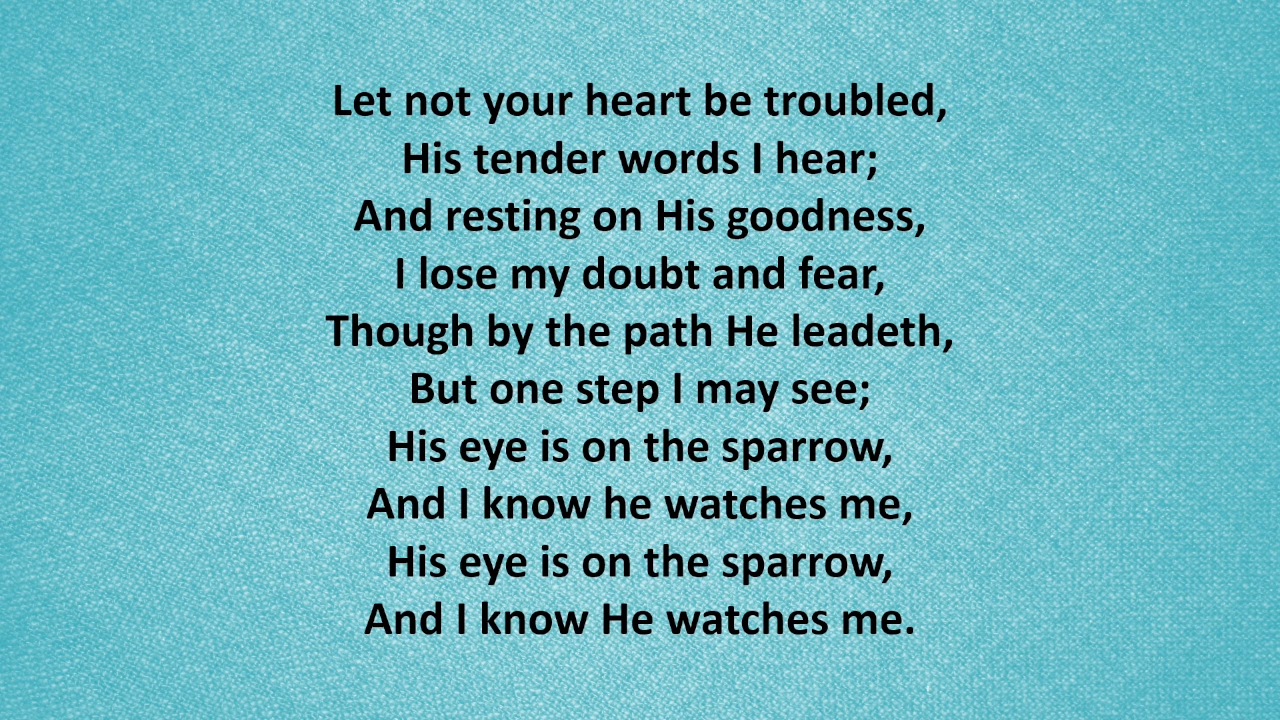 Let not your heart be troubled,
His tender words I hear;
And resting on His goodness,
I lose my doubt and fear,
Though by the path He leadeth,
But one step I may see;
His eye is on the sparrow,
And I know he watches me,
His eye is on the sparrow,
And I know He watches me.